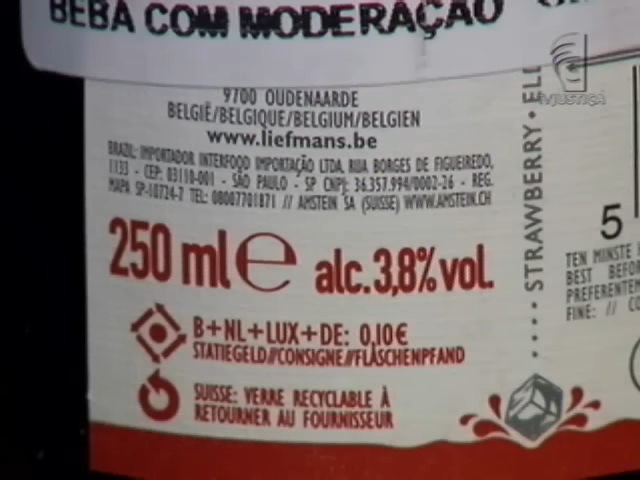 BEBA COM MODERAÇÃO
9700 OUDENAARDE
BELGIË/BELGIQUE/BELGIUM/BELGIEN
www.liefmans.be
BRAZIL: IMPORTADOR INTERFOOD IMPORTAÇÃO LTDA, RUA BORGES DE FIGUEIREDO,
1133 - CEP: 03110-001 - SÃO PAULO - SP CNPJ: 36.357.994/0002-26 - REG.
MAPA SP-10724-7 TEL: 08007701871 // AMSTEIN SA (SUISSE) WWW.AMSTEIN.CH
250 ml e alc.3,8% vol.
B+NL+LUX+DE: 0,10€
STATIEGELD//CONSIGNE//FLASCHENPFAND
SUISSE: VERRE RECYCLABLE À
RETOURNER AU FOURNISSEUR
STRAWBERRY •
TV JUSTIÇA
5
TEN MINSTE
BEST
FINE: //